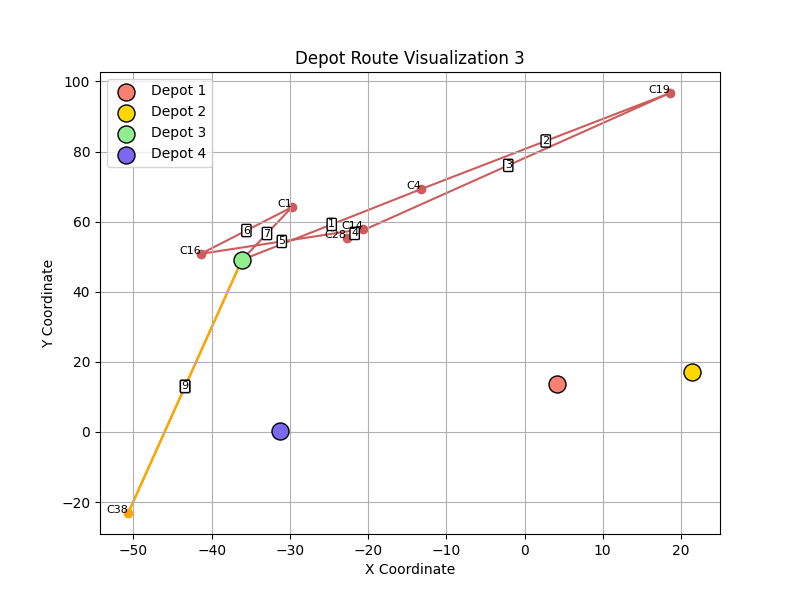 Depot Route Visualization 3
Depot 1
Depot 2
Depot 3
Depot 4
100
80
60
40
20
0
−20
Y Coordinate
C19
2
3
C4
C1
1
C14
C28
4
6
7
5
C16
9
C38
−50
−40
−30
−20
−10
0
10
20
X Coordinate